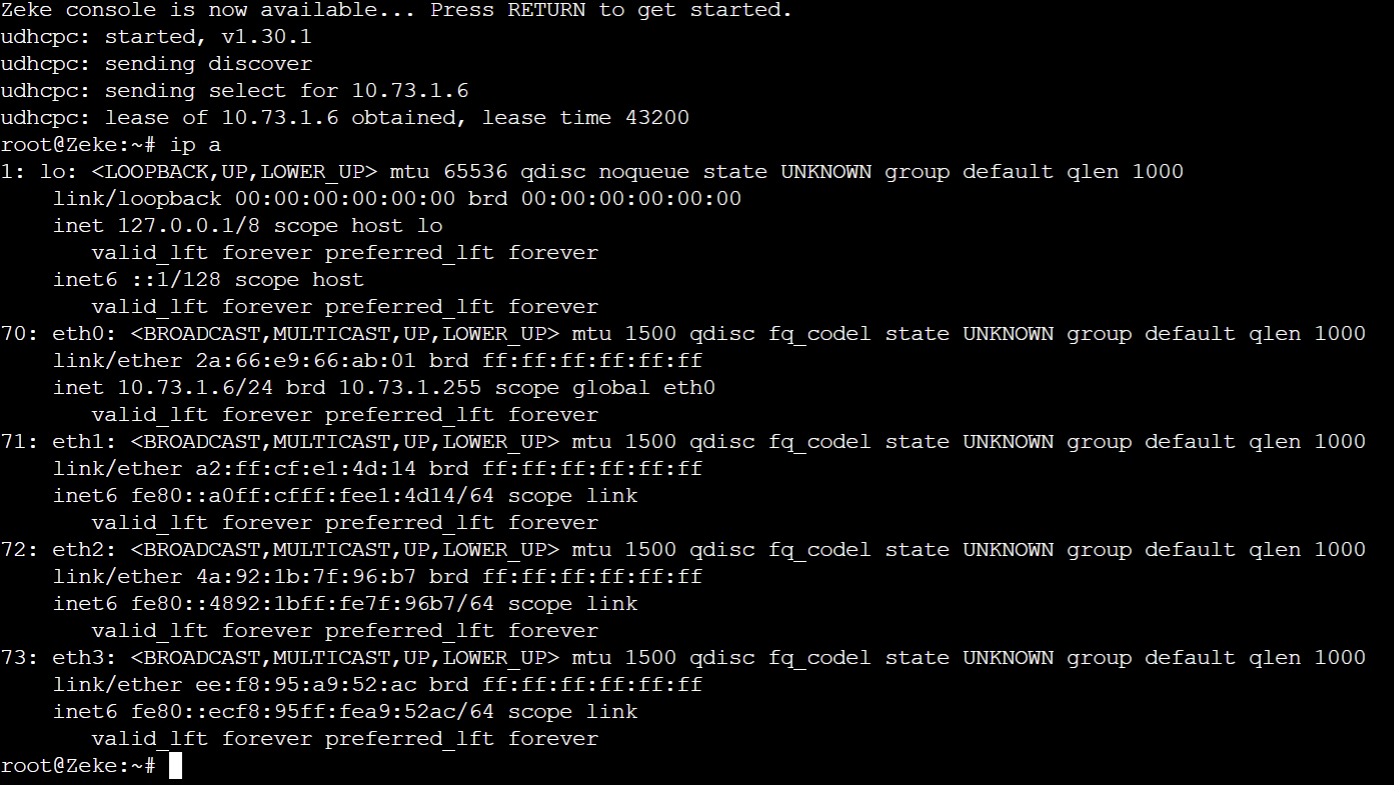 Zeke console is now available... Press RETURN to get started.
udhcpc: started, v1.30.1
udhcpc: sending discover
udhcpc: sending select for 10.73.1.6
udhcpc: lease of 10.73.1.6 obtained, lease time 43200
root@Zeke:~# ip a
1: lo: <LOOPBACK,UP,LOWER_UP> mtu 65536 qdisc noqueue state UNKNOWN group default qlen 1000
    link/loopback 00:00:00:00:00:00 brd 00:00:00:00:00:00
    inet 127.0.0.1/8 scope host lo
       valid_lft forever preferred_lft forever
    inet6 ::1/128 scope host
       valid_lft forever preferred_lft forever
70: eth0: <BROADCAST,MULTICAST,UP,LOWER_UP> mtu 1500 qdisc fq_codel state UNKNOWN group default qlen 1000
    link/ether 2a:66:e9:66:ab:01 brd ff:ff:ff:ff:ff:ff
    inet 10.73.1.6/24 brd 10.73.1.255 scope global eth0
       valid_lft forever preferred_lft forever
71: eth1: <BROADCAST,MULTICAST,UP,LOWER_UP> mtu 1500 qdisc fq_codel state UNKNOWN group default qlen 1000
    link/ether a2:ff:cf:e1:4d:14 brd ff:ff:ff:ff:ff:ff
    inet6 fe80::a0ff:cfff:fee1:4d14/64 scope link
       valid_lft forever preferred_lft forever
72: eth2: <BROADCAST,MULTICAST,UP,LOWER_UP> mtu 1500 qdisc fq_codel state UNKNOWN group default qlen 1000
    link/ether 4a:92:1b:7f:96:b7 brd ff:ff:ff:ff:ff:ff
    inet6 fe80::4892:1bff:fe7f:96b7/64 scope link
       valid_lft forever preferred_lft forever
73: eth3: <BROADCAST,MULTICAST,UP,LOWER_UP> mtu 1500 qdisc fq_codel state UNKNOWN group default qlen 1000
    link/ether ee:f8:95:a9:52:ac brd ff:ff:ff:ff:ff:ff
    inet6 fe80::ecf8:95ff:fea9:52ac/64 scope link
       valid_lft forever preferred_lft forever
root@Zeke:~#